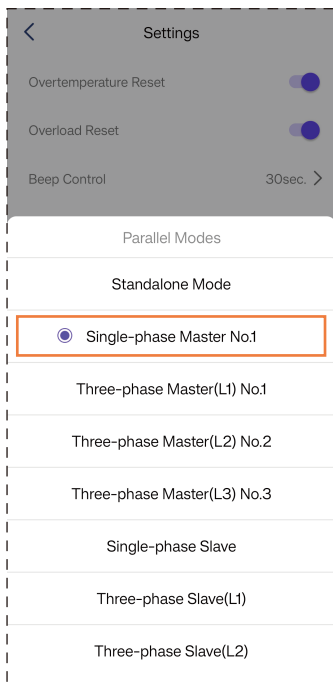 Settings
Overtemperature Reset
Overload Reset
Beep Control 30sec.
Parallel Modes
Standalone Mode
Single-phase Master No.1
Three-phase Master(L1) No.1
Three-phase Master(L2) No.2
Three-phase Master(L3) No.3
Single-phase Slave
Three-phase Slave(L1)
Three-phase Slave(L2)